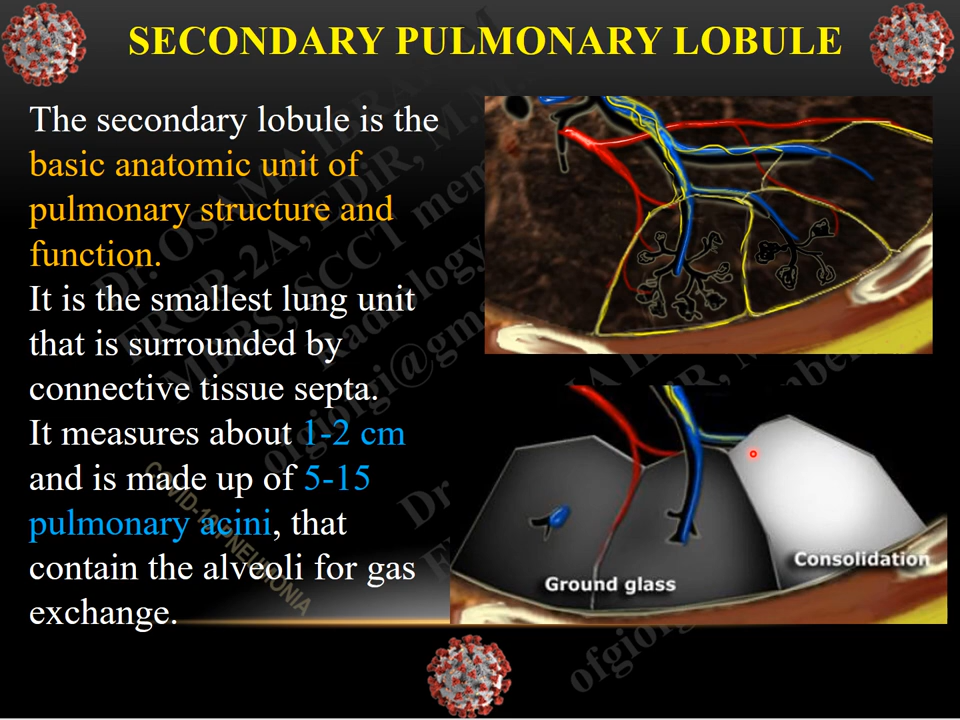 SECONDARY PULMONARY LOBULE
The secondary lobule is the
basic anatomic unit of
pulmonary structure and
function.
It is the smallest lung unit
that is surrounded by
connective tissue septa.
It measures about 1-2 cm
and is made up of 5-15
pulmonary acini, that
contain the alveoli for gas
exchange.
Ground glass
Consolidation